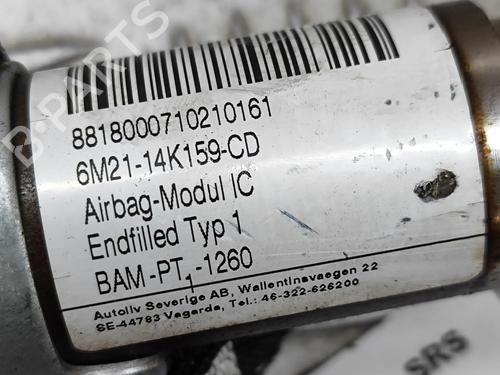 B-PARTS
8818000710210161
6M21-14K159-CD
Airbag-Modul IC
Endfilled Typ 1
BAM-PT1-1260
Autoliv Sverige AB, Wallentinsvaegen 22
SE-44783 Vagarda, Tel.: 46-322-626200
SRS